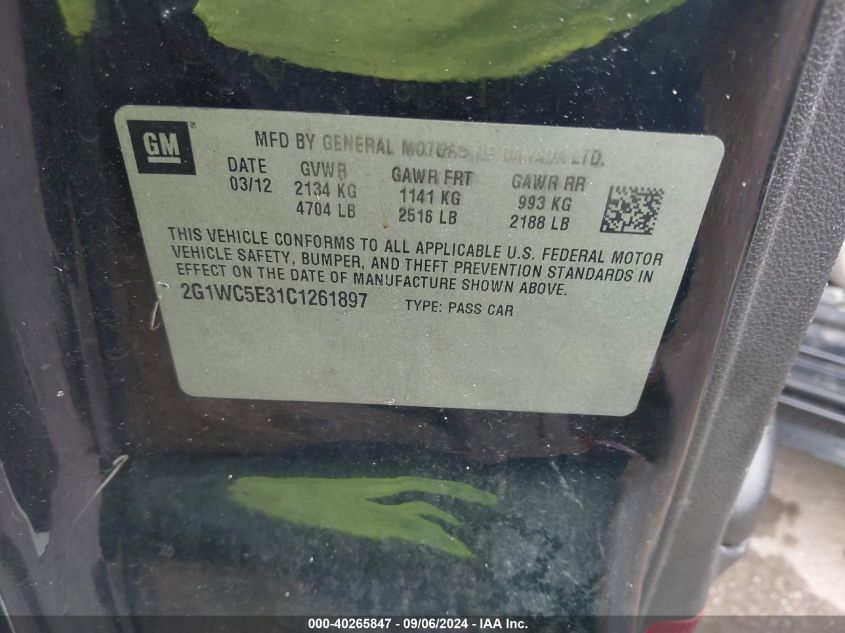 GM
MFD BY GENERAL MOTORS OF CANADA LTD.
DATE GVWR GAWR FRT GAWR RR
03/12 2134 KG 1141 KG 993 KG
4704 LB 2516 LB 2188 LB
THIS VEHICLE CONFORMS TO ALL APPLICABLE U.S. FEDERAL MOTOR
VEHICLE SAFETY, BUMPER, AND THEFT PREVENTION STANDARDS IN
EFFECT ON THE DATE OF MANUFACTURE SHOWN ABOVE.
2G1WC5E31C1261897 TYPE: PASS CAR
000-40265847 - 09/06/2024 - IAA Inc.